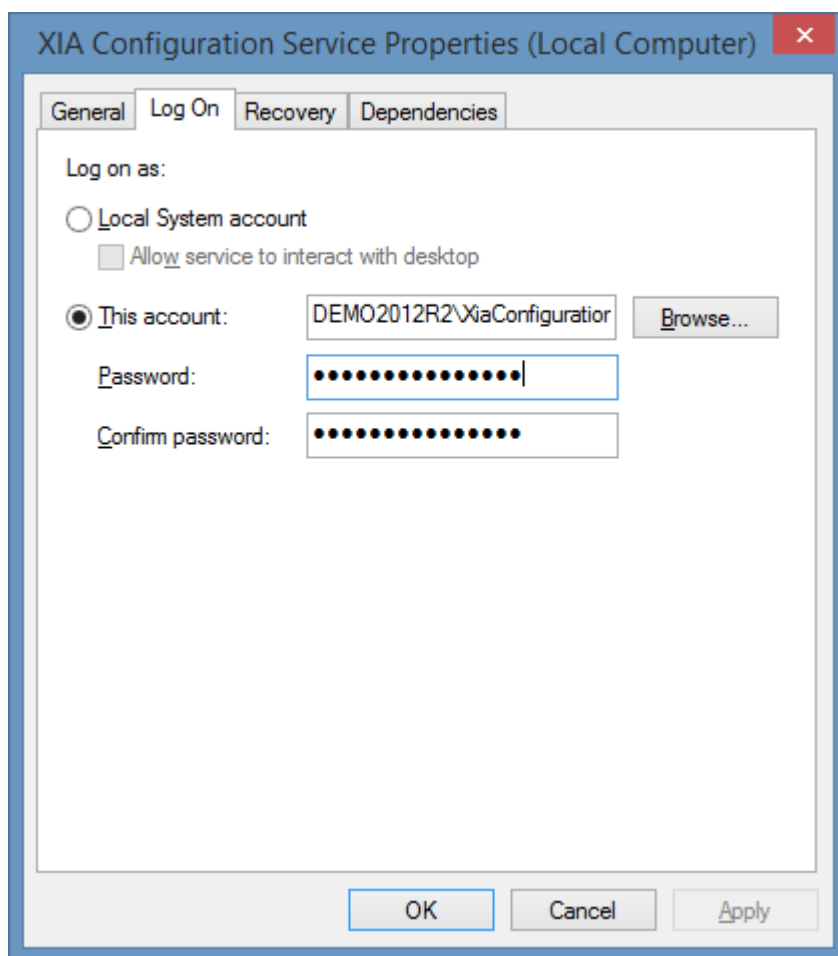 XIA Configuration Service Properties (Local Computer)
General Log On Recovery Dependencies
Log on as:
Local System account
Allow service to interact with desktop
This account: DEMO2012R2\XiaConfiguration Browse...
Password: •••••••••••••••
Confirm password: •••••••••••••••
OK Cancel Apply